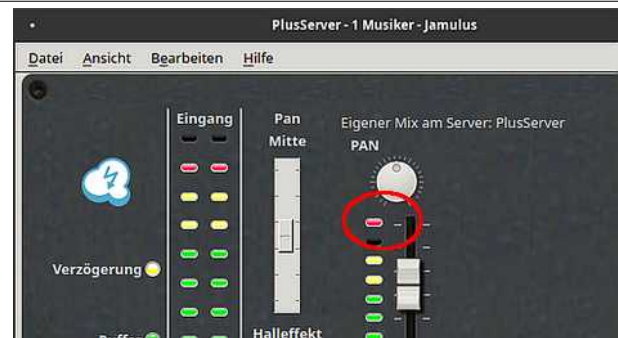 PlusServer - 1 Musiker - Jamulus
Datei Ansicht Bearbeiten Hilfe
Eingang
Pan
Mitte
Eigener Mix am Server: PlusServer
PAN
Verzögerung
Halleffekt